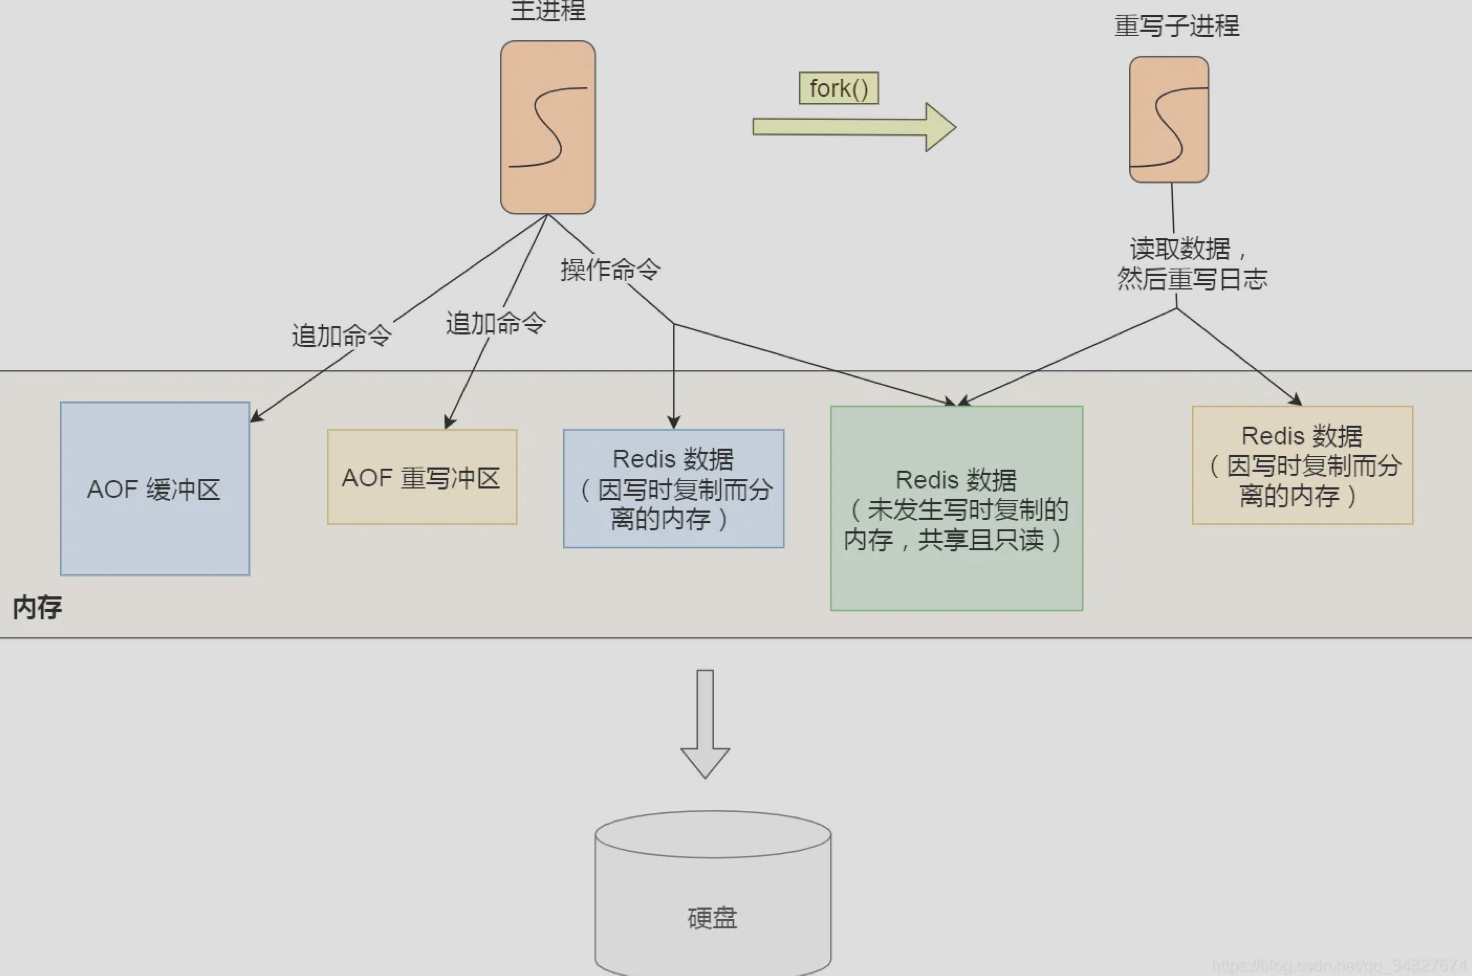 主进程
重写子进程
fork()
读取数据，
然后重写日志
操作命令
追加命令
追加命令
AOF 缓冲区
AOF 重写冲区
Redis 数据
（因写时复制而分
离的内存）
Redis 数据
（未发生写时复制的
内存，共享且只读）
Redis 数据
（因写时复制而分
离的内存）
内存
硬盘
https://blog.csdn.net/qq_34827674